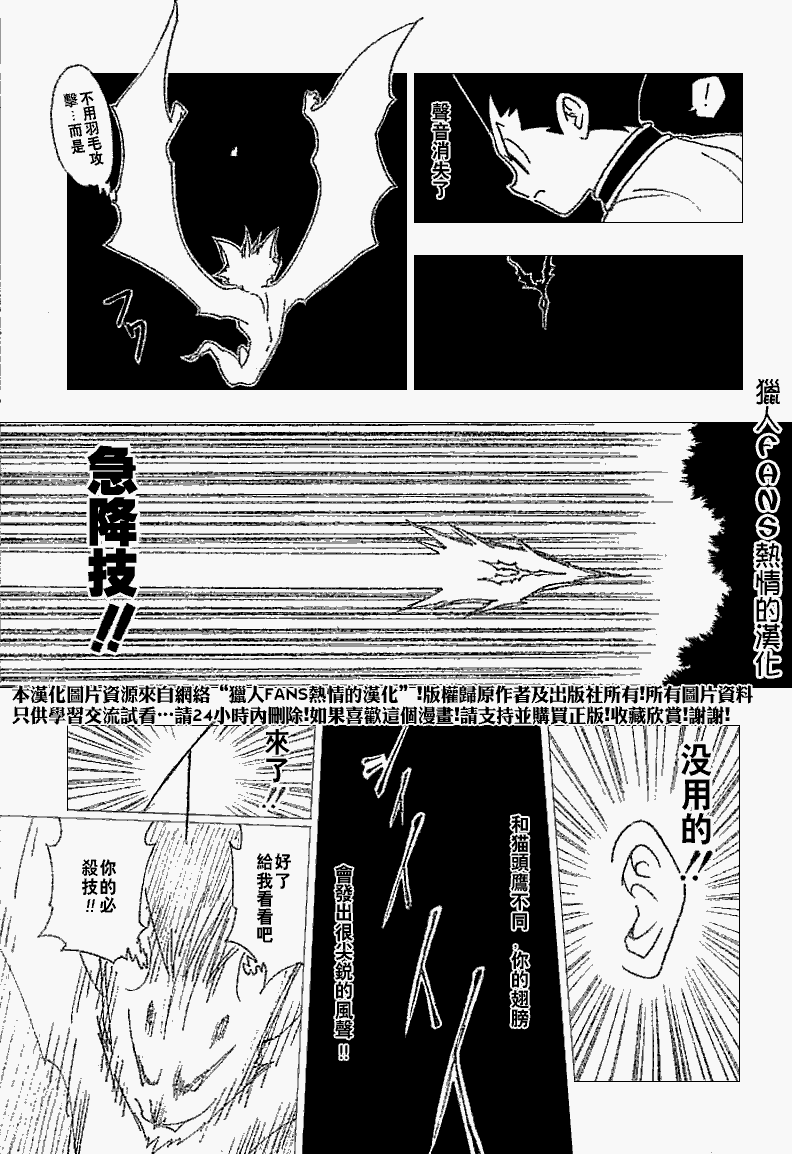 !
聲音消失了
不用羽毛攻
擊…而是
フワ
急降技!!
獵人FANS熱情的漢化
本漢化圖片資源來自網絡“獵人FANS熱情的漢化”!版權歸原作者及出版社所有!所有圖片資料
只供學習交流試看…請24小時內刪除!如果喜歡這個漫畫!請支持並購買正版!收藏欣賞!謝謝!
没用的!!
和猫頭鷹不同,你的翅膀
會發出很尖銳的風聲!!
來了!!
好了
給我看看吧
你的必
殺技!!